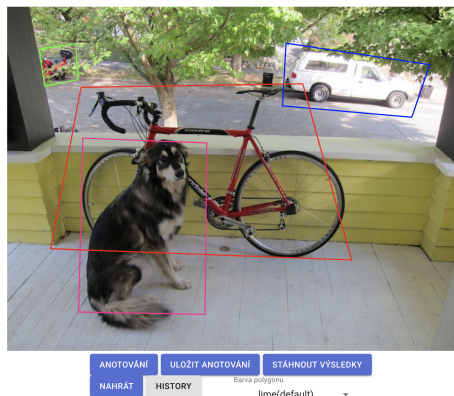 ANOTOVÁNÍ
ULOŽIT ANOTOVÁNÍ
STÁHNOUT VÝSLEDKY
NAHRÁT
HISTORY
Barva polygonu
lime(default)